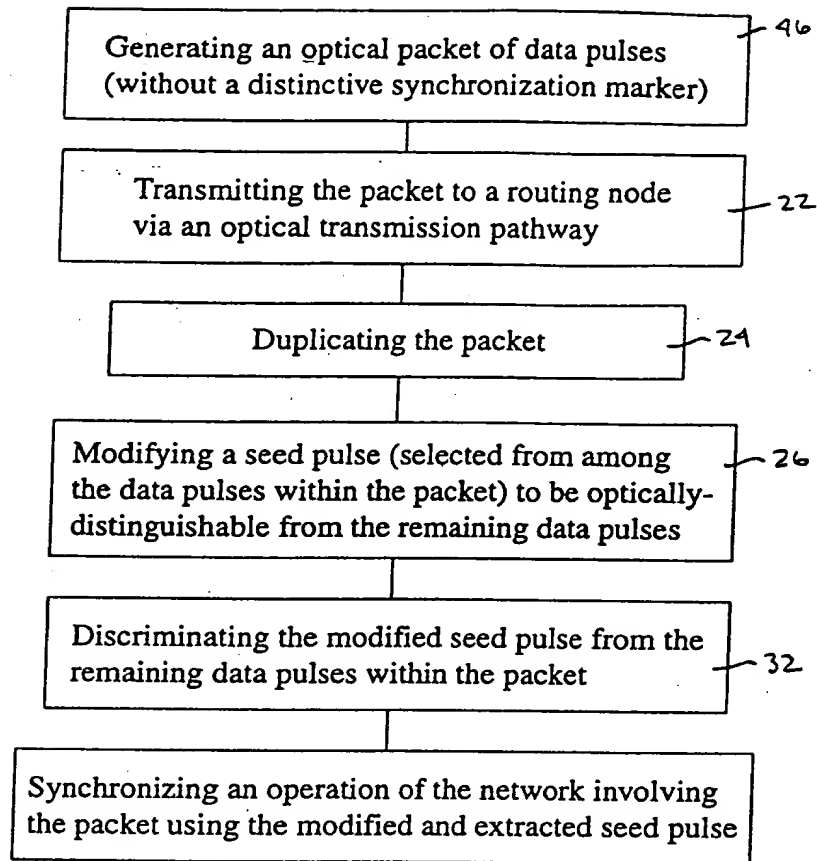 Generating an optical packet of data pulses
(without a distinctive synchronization marker)
46
Transmitting the packet to a routing node
via an optical transmission pathway
22
Duplicating the packet
24
Modifying a seed pulse (selected from among
the data pulses within the packet) to be optically-
distinguishable from the remaining data pulses
26
Discriminating the modified seed pulse from the
remaining data pulses within the packet
32
Synchronizing an operation of the network involving
the packet using the modified and extracted seed pulse